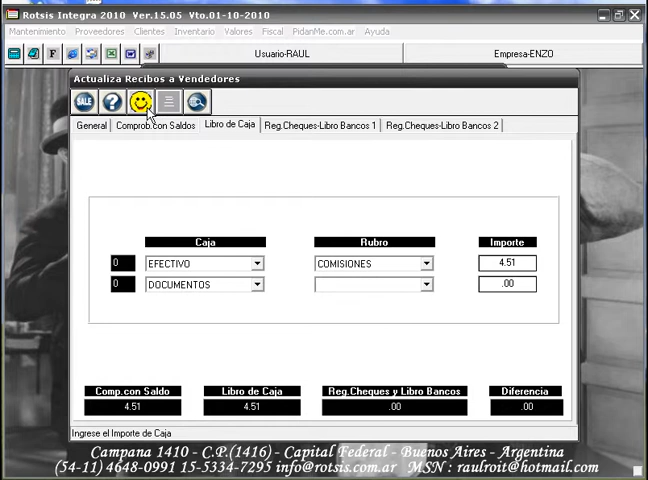 Rotsis Integra 2010 Ver.15.05 Vto.01-10-2010
Mantenimiento Proveedores Clientes Inventario Valores Fiscal PidanMe.com.ar Ayuda
F W Usuario-RAUL Empresa-ENZO
Actualiza Recibos a Vendedores
SALE ?
General Comprob.con Saldos Libro de Caja Reg.Cheques-Libro Bancos 1 Reg.Cheques-Libro Bancos 2
Caja Rubro Importe
0 EFECTIVO COMISIONES 4.51
0 DOCUMENTOS .00
Comp.con Saldo Libro de Caja Reg.Cheques y Libro Bancos Diferencia
4.51 4.51 .00 .00
Ingrese el Importe de Caja
Campana 1410 - C.P.(1416) - Capital Federal - Buenos Aires - Argentina
(54-11) 4648-0991 15-5334-7295 info@rotsis.com.ar MSN : raulroit@hotmail.com